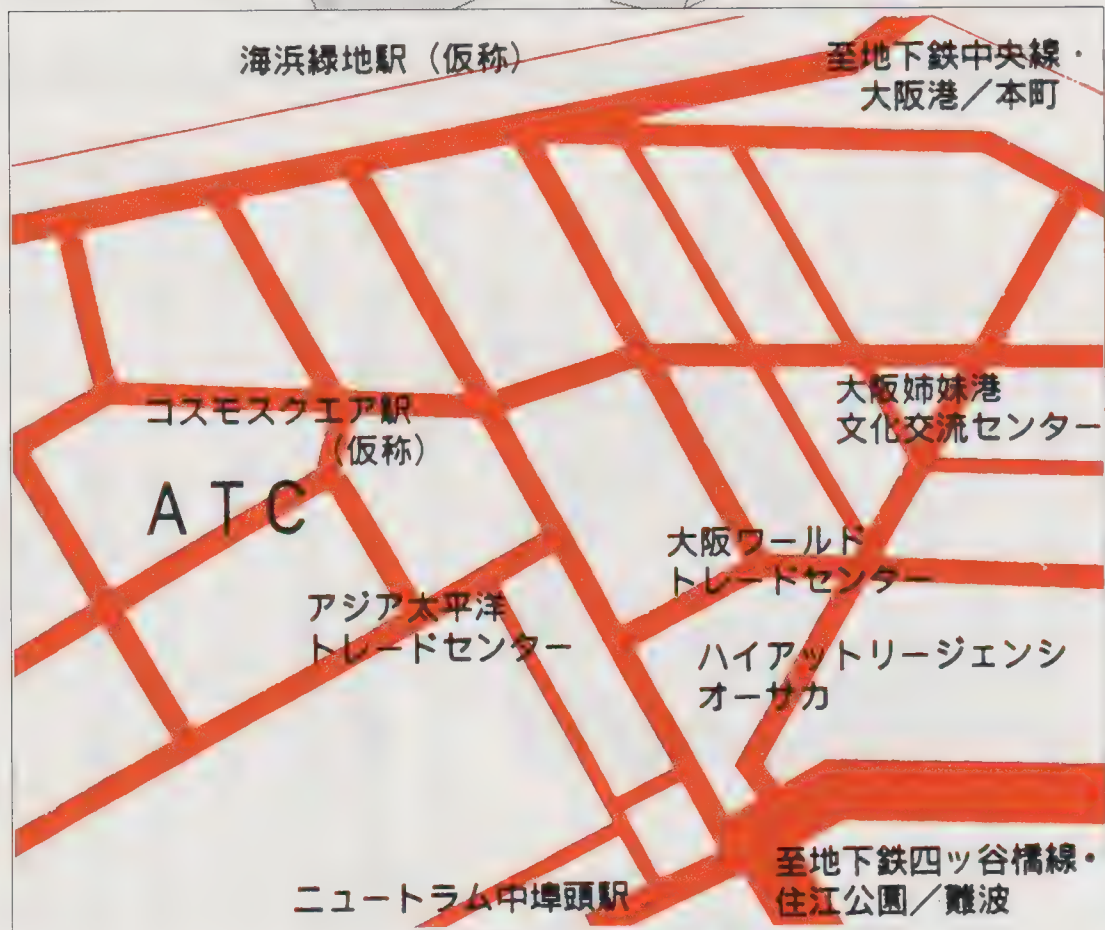 海浜緑地駅（仮称）
至地下鉄中央線・
大阪港／本町
コスモスクエア駅
（仮称）
大阪姉妹港
文化交流センター
ATC
大阪ワールド
トレードセンター
アジア太平洋
トレードセンター
ハイアットリージェンシ
オーサカ
至地下鉄四ッ谷橋線・
住江公園／難波
ニュートラム中埠頭駅